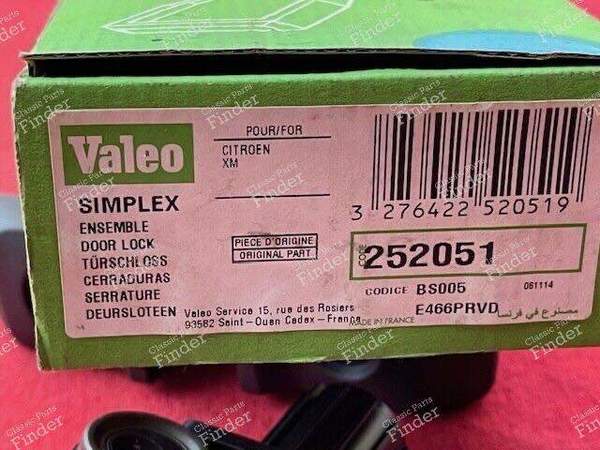 Valeo
POUR/FOR
CITROEN
XM
SIMPLEX
ENSEMBLE
DOOR LOCK
TÜRSCHLOSS
CERRADURAS
SERRATURE
DEURSLOTEN
PIECE D'ORIGINE
ORIGINAL PART
3 276422 520519
CODE 252051
CODICE BS005
061114
E466PRVD
Valeo Service 15, rue des Rosiers
93582 Saint-Ouen Cedex-France
MADE IN FRANCE
مصنوع في فرنسا
Classic Parts
Finder